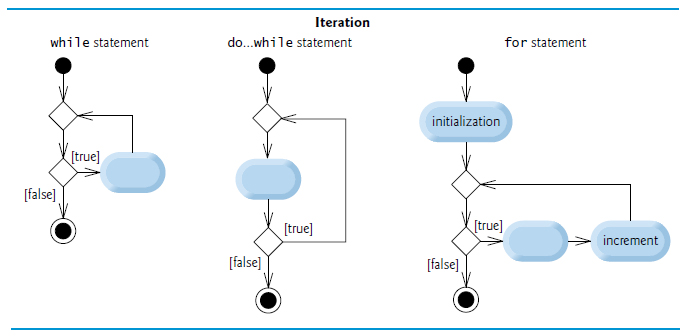 Iteration
while statement
do...while statement
for statement
initialization
[true]
[false]
[true]
[false]
[true]
increment
[false]